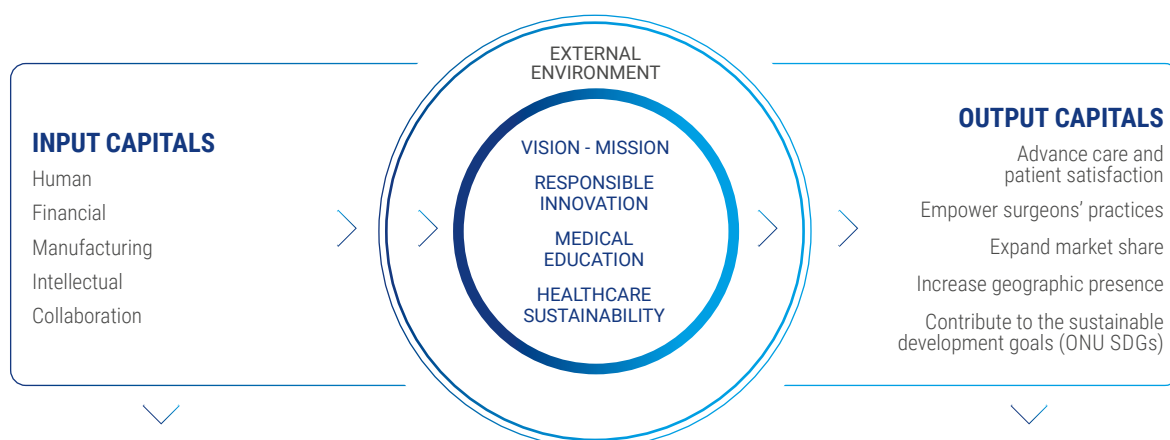 INPUT CAPITALS
Human
Financial
Manufacturing
Intellectual
Collaboration
EXTERNAL
ENVIRONMENT
VISION - MISSION
RESPONSIBLE
INNOVATION
MEDICAL
EDUCATION
HEALTHCARE
SUSTAINABILITY
OUTPUT CAPITALS
Advance care and
patient satisfaction
Empower surgeons’ practices
Expand market share
Increase geographic presence
Contribute to the sustainable
development goals (ONU SDGs)